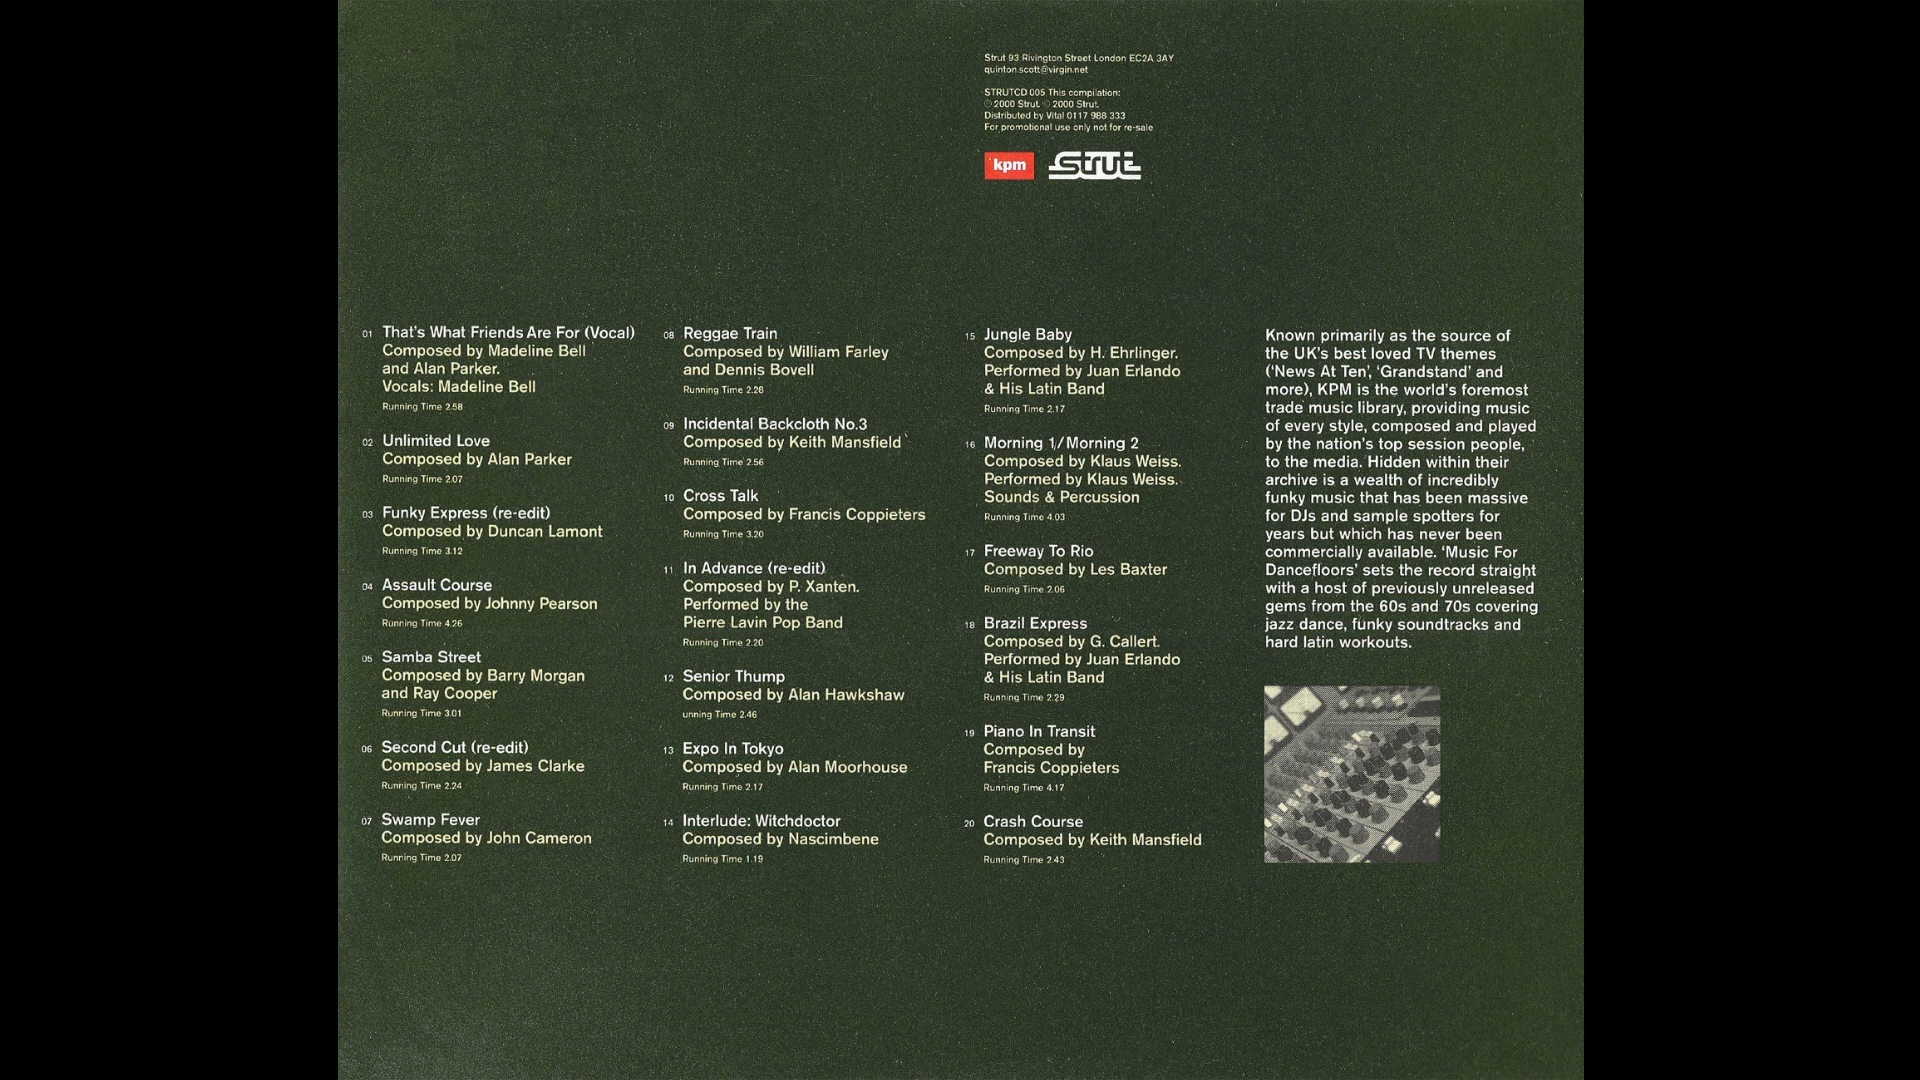 Strut 93 Rivington Street London EC2A 3AY
quinton.scott@virgin.net
STRUTCD 005 This compilation:
℗ 2000 Strut. © 2000 Strut.
Distributed by Vital 0117 988 333
For promotional use only not for re-sale
kpm
strut
01 That's What Friends Are For (Vocal)
Composed by Madeline Bell
and Alan Parker.
Vocals: Madeline Bell
Running Time 2.58
02 Unlimited Love
Composed by Alan Parker
Running Time 2.07
03 Funky Express (re-edit)
Composed by Duncan Lamont
Running Time 3.12
04 Assault Course
Composed by Johnny Pearson
Running Time 4.26
05 Samba Street
Composed by Barry Morgan
and Ray Cooper
Running Time 3.01
06 Second Cut (re-edit)
Composed by James Clarke
Running Time 2.24
07 Swamp Fever
Composed by John Cameron
Running Time 2.07
08 Reggae Train
Composed by William Farley
and Dennis Bovell
Running Time 2.28
09 Incidental Backcloth No.3
Composed by Keith Mansfield
Running Time 2.56
10 Cross Talk
Composed by Francis Coppieters
Running Time 3.20
11 In Advance (re-edit)
Composed by P. Xanten.
Performed by the
Pierre Lavin Pop Band
Running Time 2.20
12 Senior Thump
Composed by Alan Hawkshaw
unning Time 2.46
13 Expo In Tokyo
Composed by Alan Moorhouse
Running Time 2.17
14 Interlude: Witchdoctor
Composed by Nascimbene
Running Time 1.19
15 Jungle Baby
Composed by H. Ehrlinger.
Performed by Juan Erlando
& His Latin Band
Running Time 2.17
16 Morning 1/Morning 2
Composed by Klaus Weiss.
Performed by Klaus Weiss.
Sounds & Percussion
Running Time 4.03
17 Freeway To Rio
Composed by Les Baxter
Running Time 2.06
18 Brazil Express
Composed by G. Callert.
Performed by Juan Erlando
& His Latin Band
Running Time 2.29
19 Piano In Transit
Composed by
Francis Coppieters
Running Time 4.17
20 Crash Course
Composed by Keith Mansfield
Running Time 2.43
Known primarily as the source of
the UK's best loved TV themes
('News At Ten', 'Grandstand' and
more), KPM is the world's foremost
trade music library, providing music
of every style, composed and played
by the nation's top session people,
to the media. Hidden within their
archive is a wealth of incredibly
funky music that has been massive
for DJs and sample spotters for
years but which has never been
commercially available. 'Music For
Dancefloors' sets the record straight
with a host of previously unreleased
gems from the 60s and 70s covering
jazz dance, funky soundtracks and
hard latin workouts.